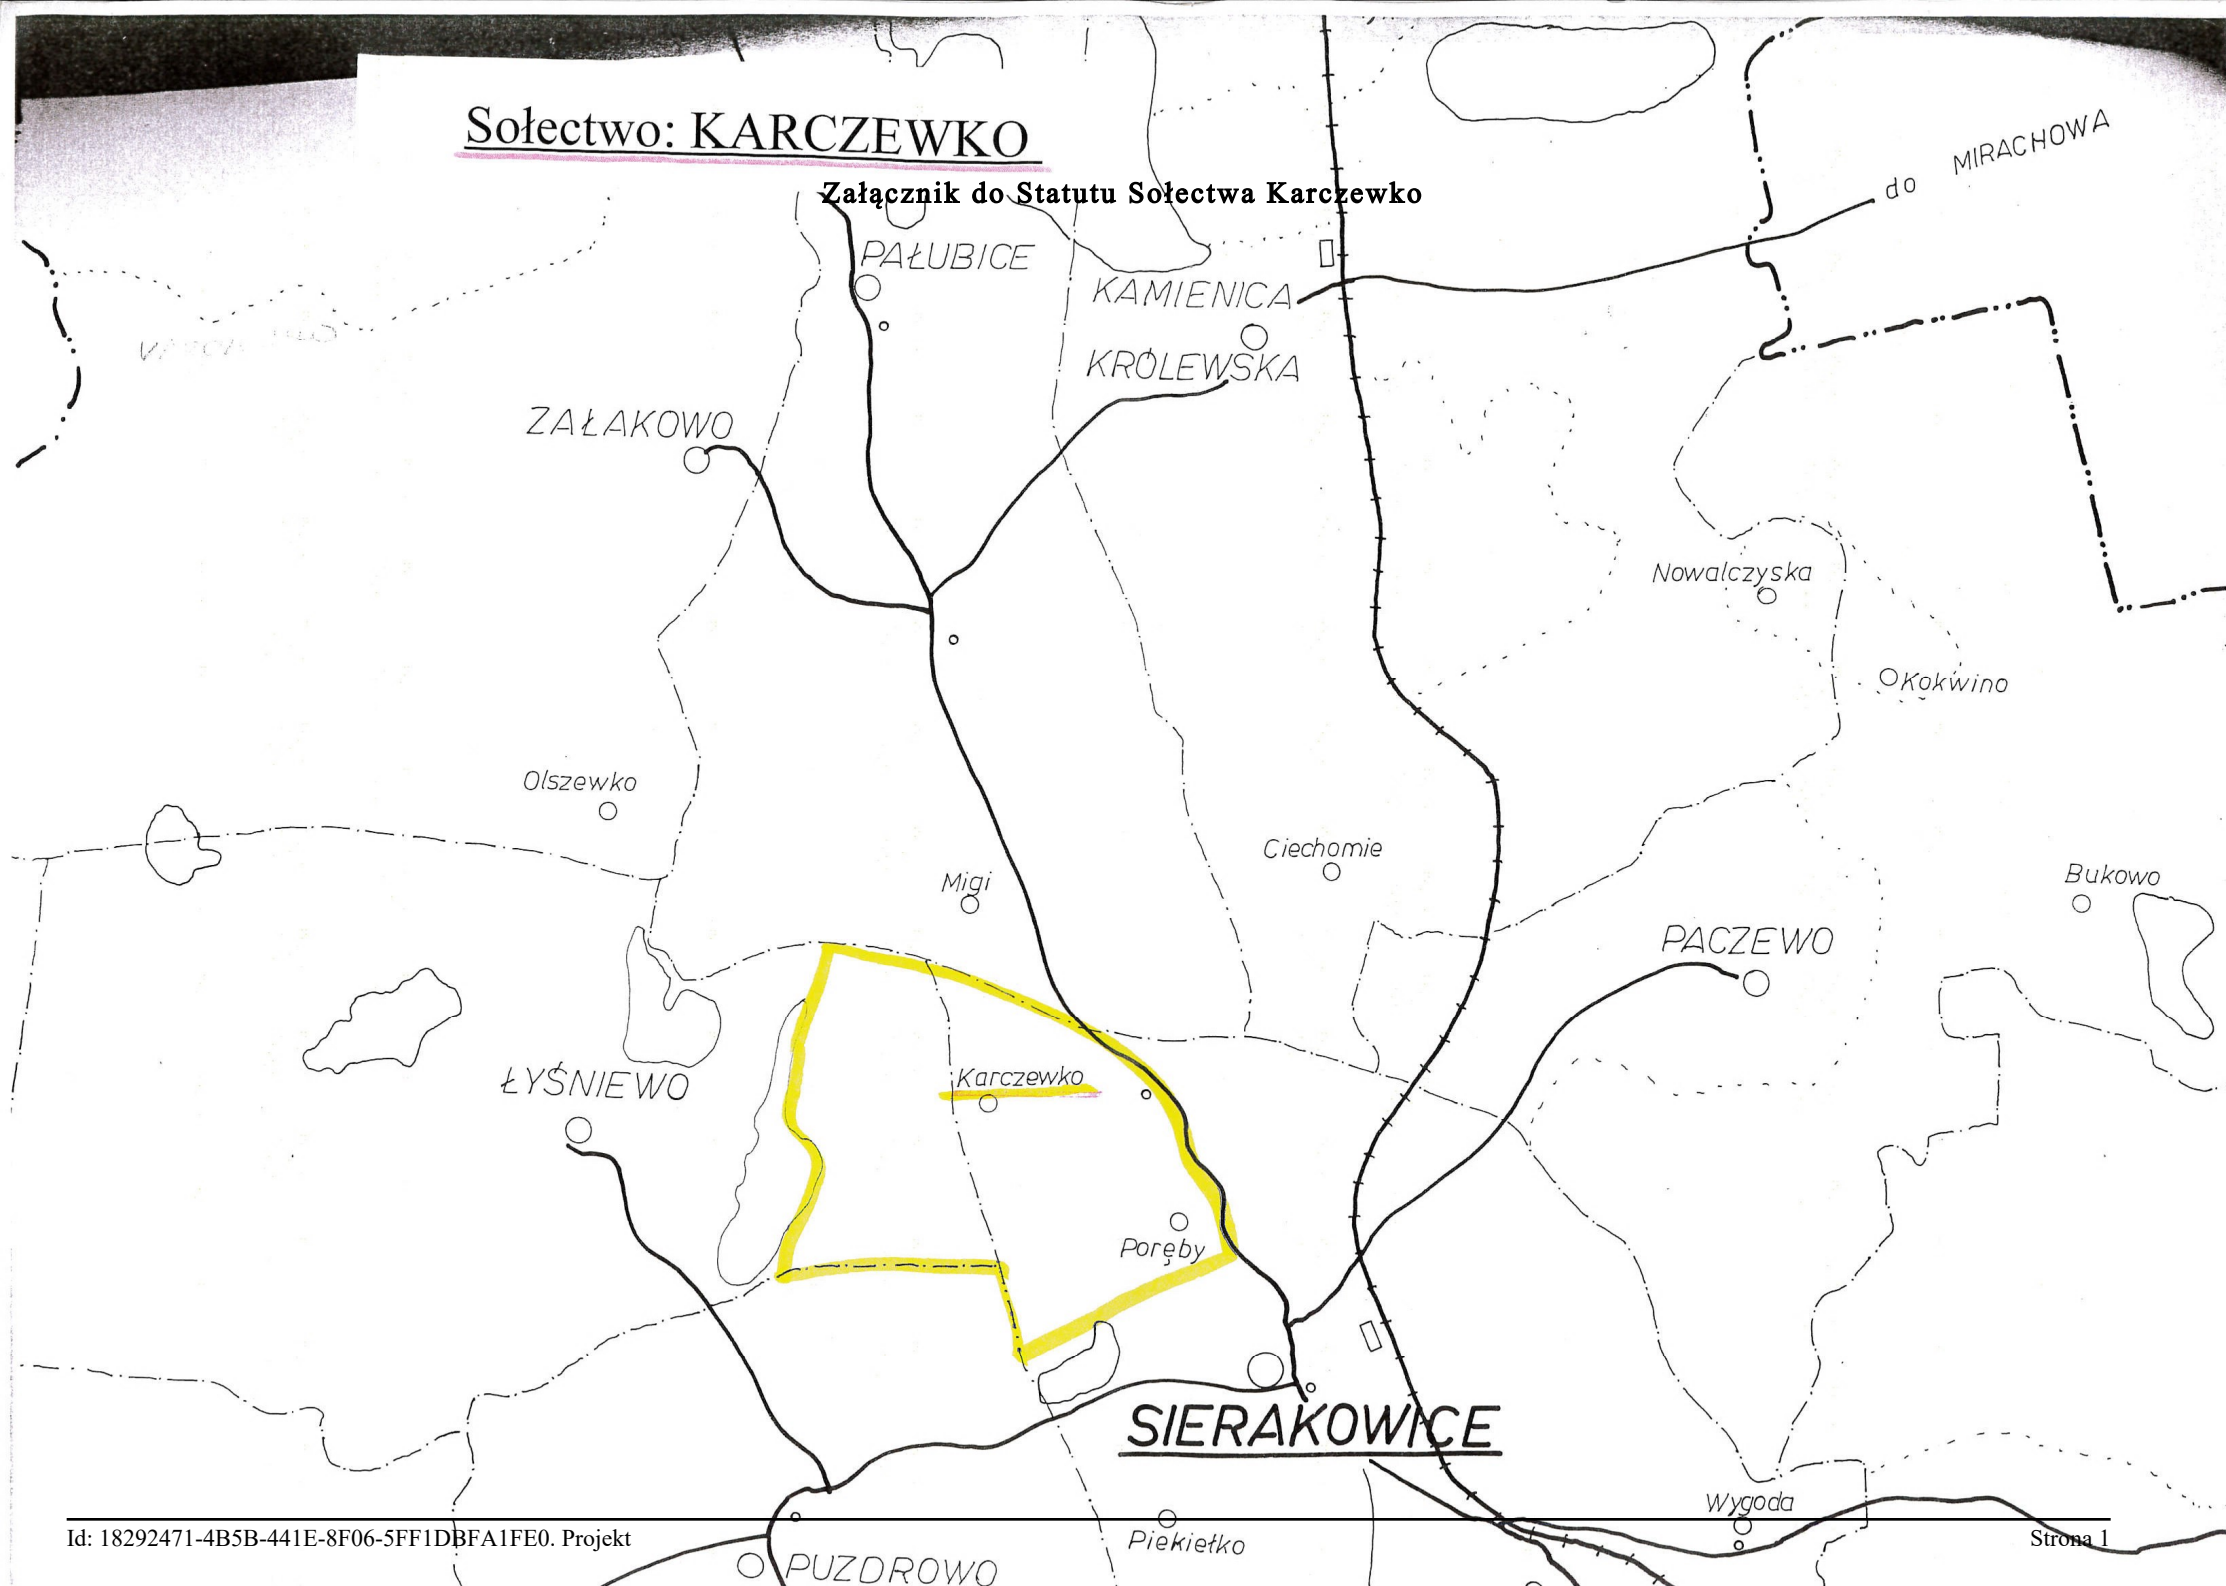 Sołectwo: KARCZEWKO
Załącznik do Statutu Sołectwa Karczewko
do MIRACHOWA
PAŁUBICE
KAMIENICA
KRÓLEWSKA
ZAŁAKOWO
Nowalczyska
Kokwino
Olszewko
Ciechomie
Migi
Bukowo
PACZEWO
Karczewko
ŁYŚNIEWO
Poręby
SIERAKOWICE
Wygoda
Piekiełko
PUZDROWO
Id: 18292471-4B5B-441E-8F06-5FF1DBFA1FE0. Projekt
Strona 1